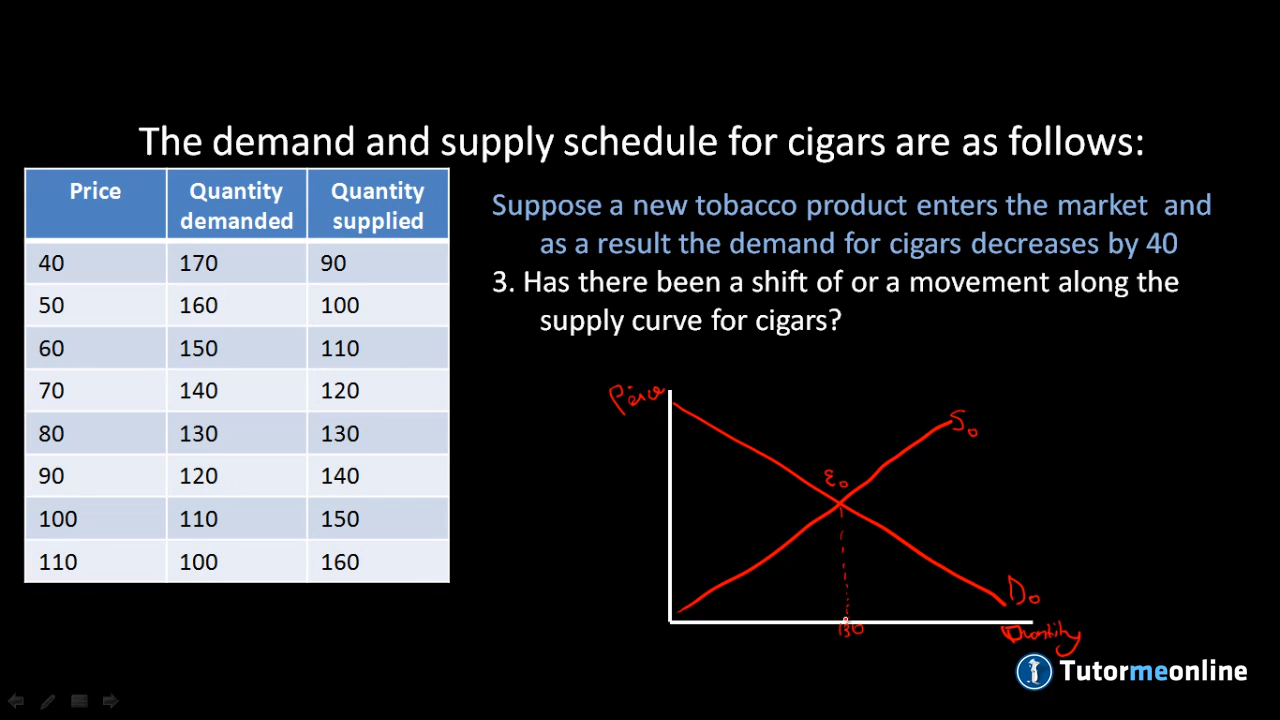 The demand and supply schedule for cigars are as follows:
Price Quantity demanded Quantity supplied
40 170 90
50 160 100
60 150 110
70 140 120
80 130 130
90 120 140
100 110 150
110 100 160
Suppose a new tobacco product enters the market and
as a result the demand for cigars decreases by 40
3. Has there been a shift of or a movement along the
supply curve for cigars?
Price
S₀
E₀
D₀
130
Quantity
Tutormeonline